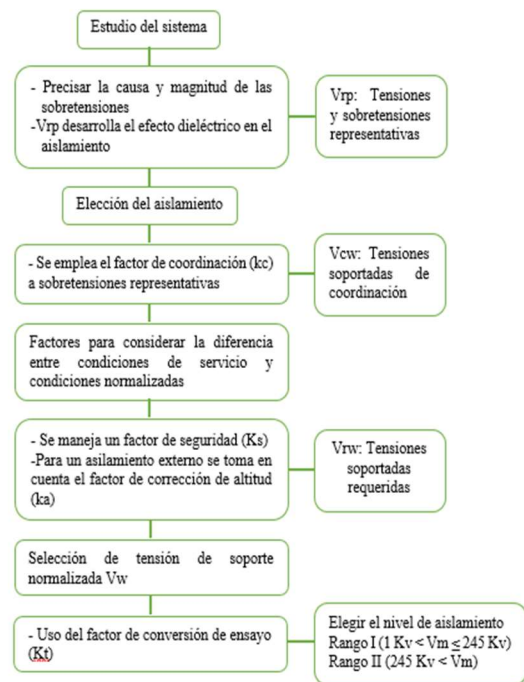 Estudio del sistema
- Precisar la causa y magnitud de las
sobretensiones
-Vrp desarrolla el efecto dieléctrico en el
aislamiento
Vrp: Tensiones
y sobretensiones
representativas
Elección del aislamiento
- Se emplea el factor de coordinación (kc)
a sobretensiones representativas
Vcw: Tensiones
soportadas de
coordinación
Factores para considerar la diferencia
entre condiciones de servicio y
condiciones normalizadas
- Se maneja un factor de seguridad (Ks)
-Para un asilamiento externo se toma en
cuenta el factor de corrección de altitud
(ka)
Vrw: Tensiones
soportadas
requeridas
Selección de tensión de soporte
normalizada Vw
- Uso del factor de conversión de ensayo
(Kt)
Elegir el nivel de aislamiento
Rango I (1 Kv < Vm ≤ 245 Kv)
Rango II (245 Kv < Vm)